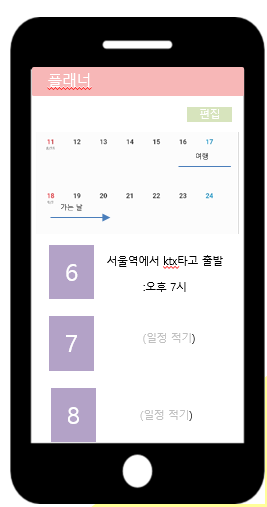 플래너
편집
11 12 13 14 15 16 17
여행
18 19 20 21 22 23 24
가는 날
6
서울역에서 ktx타고 출발
:오후 7시
7
(일정 적기)
8
(일정 적기)